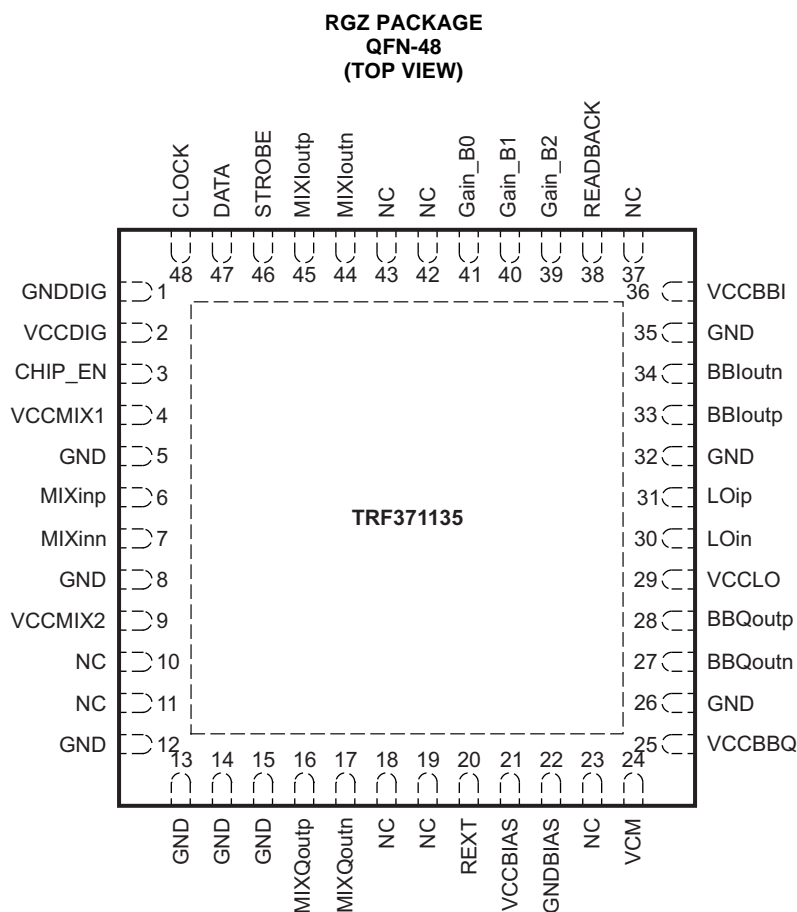 RGZ PACKAGE
QFN-48
(TOP VIEW)
CLOCK
DATA
STROBE
MIXIoutp
MIXIoutn
NC
NC
Gain_B0
Gain_B1
Gain_B2
READBACK
NC
48 47 46 45 44 43 42 41 40 39 38 37
GNDDIG 1 36 VCCBBI
VCCDIG 2 35 GND
CHIP_EN 3 34 BBIoutn
VCCMIX1 4 33 BBIoutp
GND 5 32 GND
MIXinp 6 31 LOip
TRF371135
MIXinn 7 30 LOin
GND 8 29 VCCLO
VCCMIX2 9 28 BBQoutp
NC 10 27 BBQoutn
NC 11 26 GND
GND 12 25 VCCBBQ
13 14 15 16 17 18 19 20 21 22 23 24
GND
GND
GND
MIXQoutp
MIXQoutn
NC
NC
REXT
VCCBIAS
GNDBIAS
NC
VCM